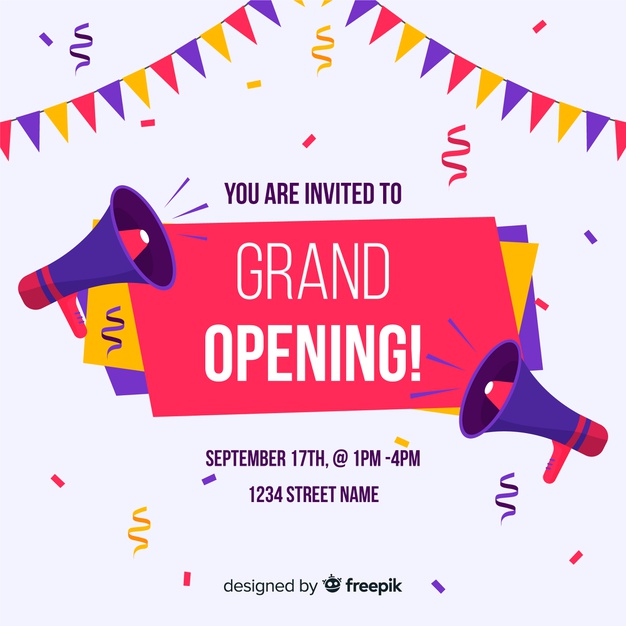 YOU ARE INVITED TO
GRAND
OPENING!
SEPTEMBER 17TH, @ 1PM -4PM
1234 STREET NAME
designed by freepik